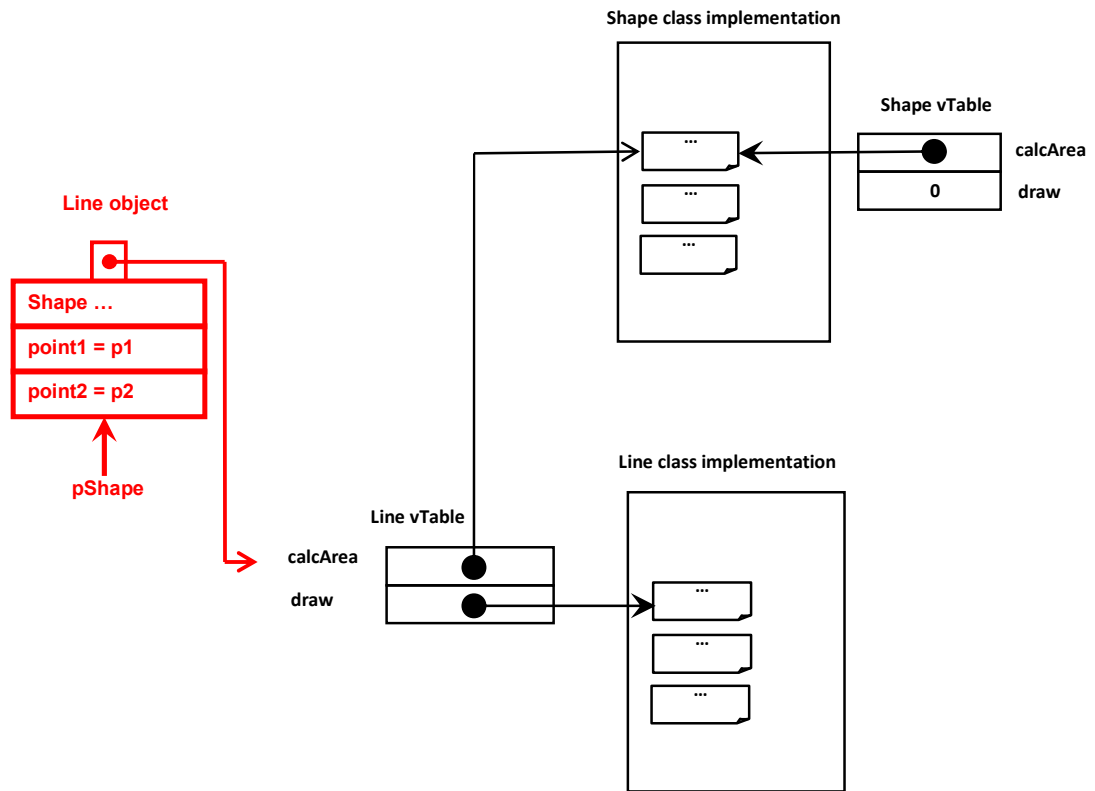 Shape class implementation
Shape vTable
...
calcArea
...
0
draw
...
Line object
Shape ...
point1 = p1
point2 = p2
pShape
Line class implementation
Line vTable
calcArea
draw
...
...
...